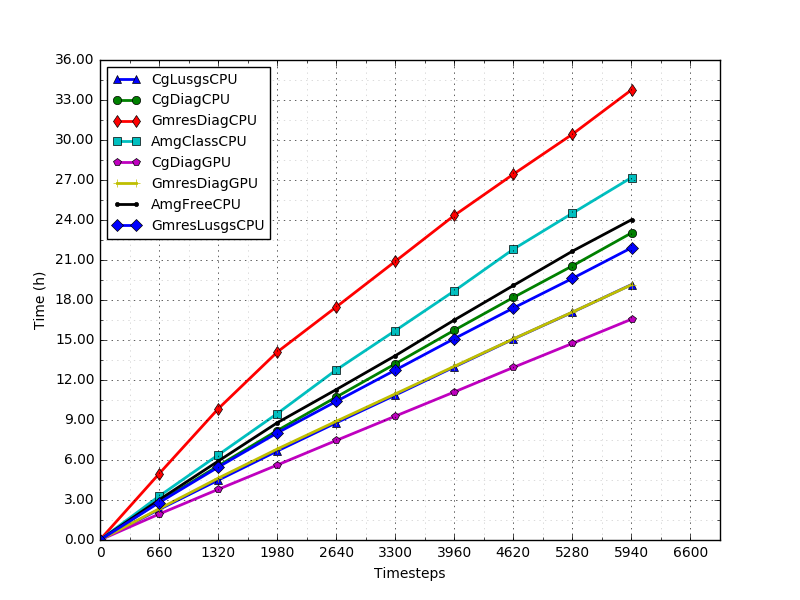 36.00
33.00
30.00
27.00
24.00
21.00
18.00
15.00
12.00
9.00
6.00
3.00
0.00
Time (h)
CgLusgsCPU
CgDiagCPU
GmresDiagCPU
AmgClassCPU
CgDiagGPU
GmresDiagGPU
AmgFreeCPU
GmresLusgsCPU
0 660 1320 1980 2640 3300 3960 4620 5280 5940 6600
Timesteps